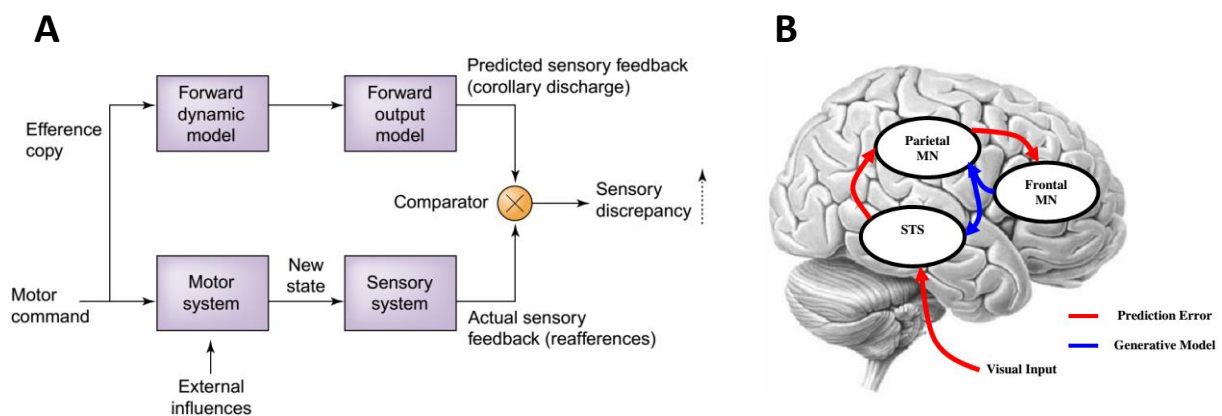 A
Forward
dynamic
model
Forward
output
model
Predicted sensory feedback
(corollary discharge)
Efference
copy
Comparator
Sensory
discrepancy
Motor
command
Motor
system
New
state
Sensory
system
Actual sensory
feedback (reafferences)
External
influences
B
Parietal
MN
Frontal
MN
STS
Prediction Error
Generative Model
Visual Input